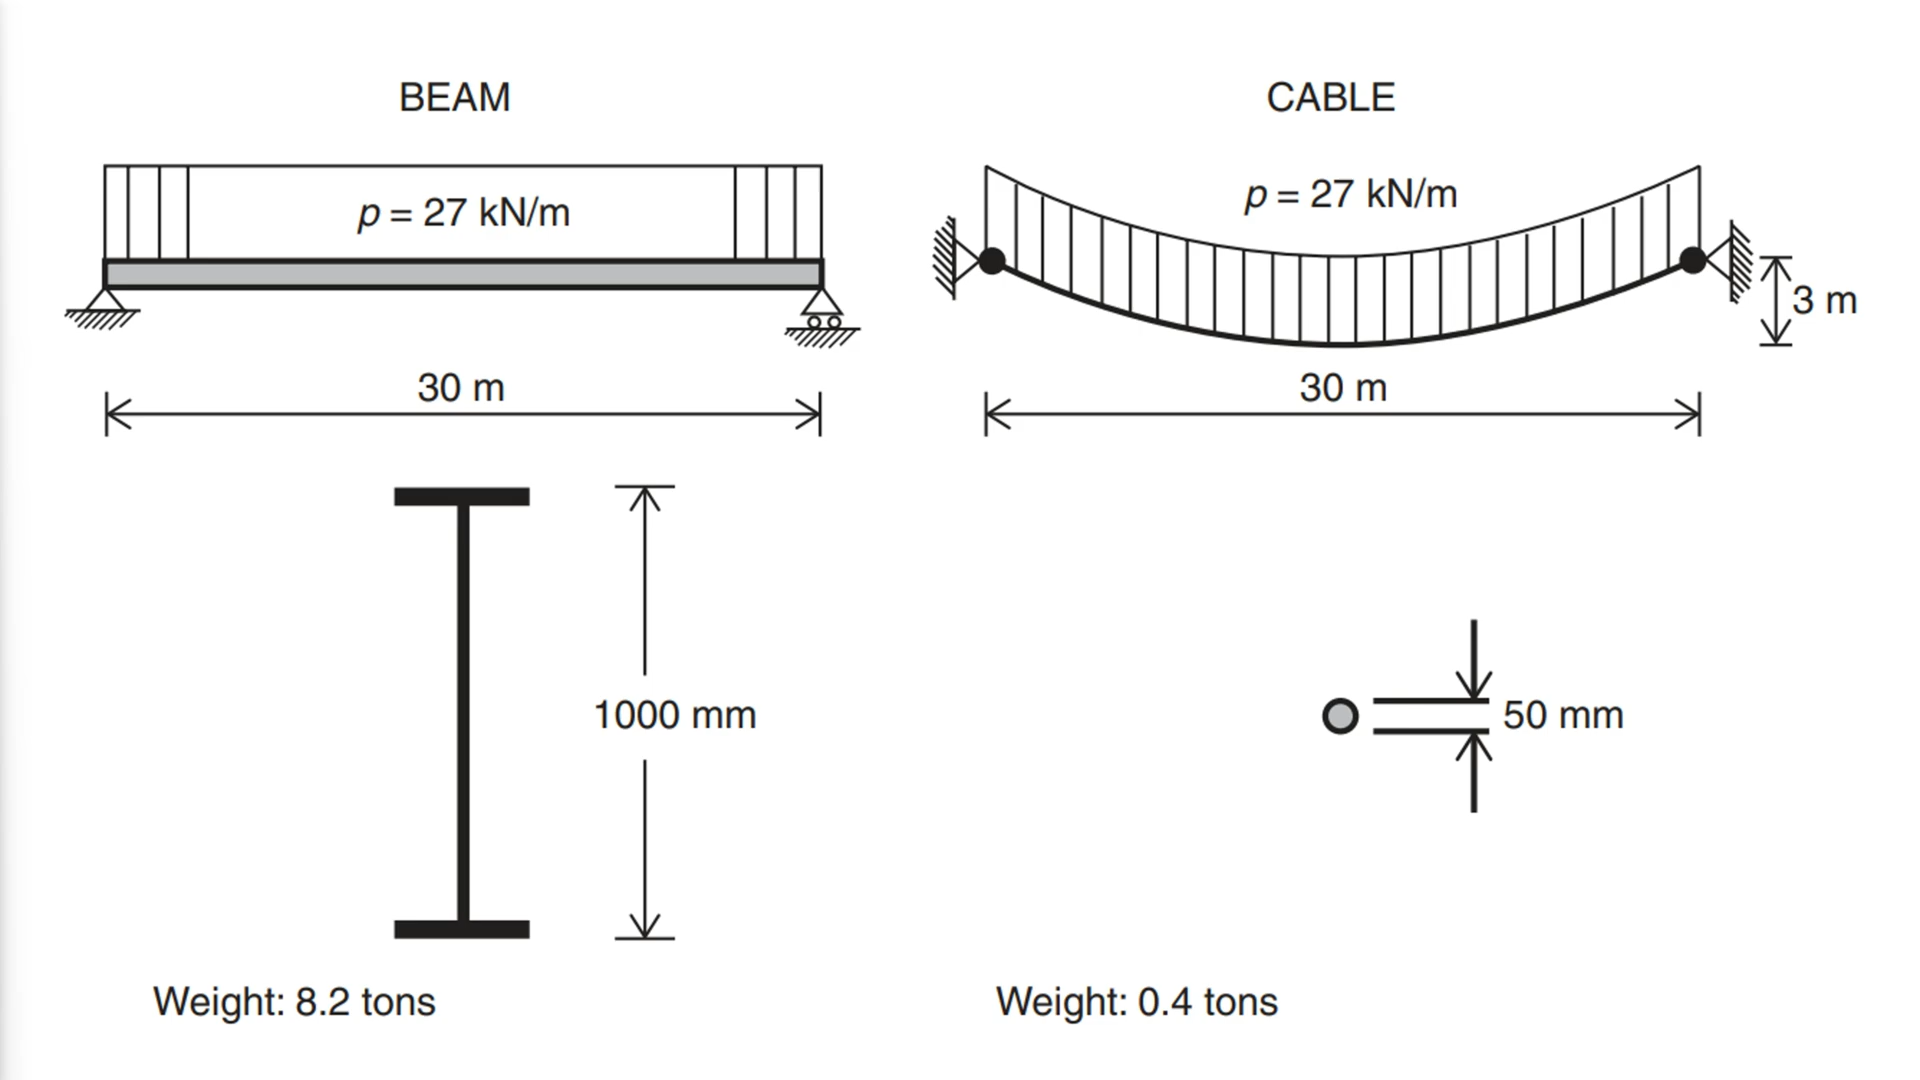 BEAM
p = 27 kN/m
30 m
1000 mm
Weight: 8.2 tons
CABLE
p = 27 kN/m
3 m
30 m
50 mm
Weight: 0.4 tons